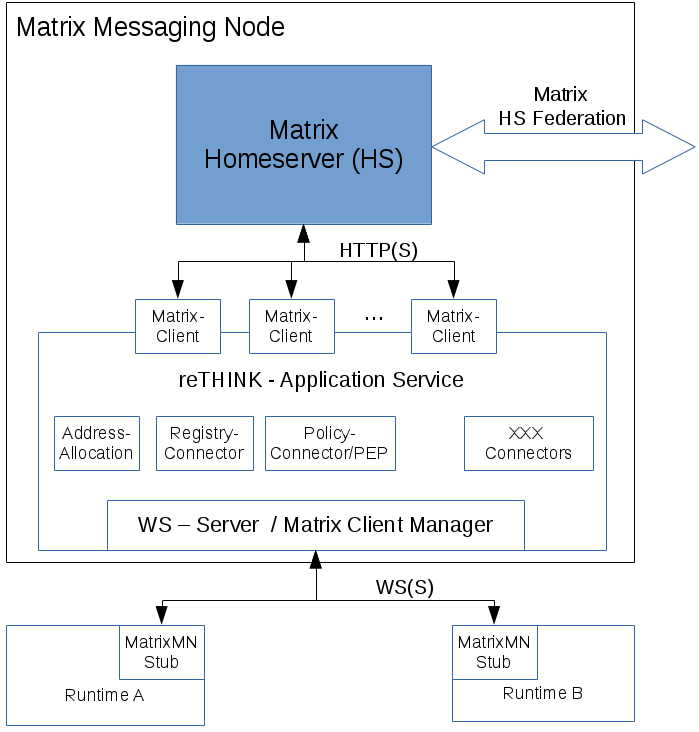 Matrix Messaging Node
Matrix
HS Federation
Matrix
Homeserver (HS)
HTTP(S)
Matrix-
Client
Matrix-
Client
...
Matrix-
Client
reTHINK - Application Service
Address-
Allocation
Registry-
Connector
Policy-
Connector/PEP
XXX
Connectors
WS – Server / Matrix Client Manager
WS(S)
MatrixMN
Stub
Runtime A
MatrixMN
Stub
Runtime B